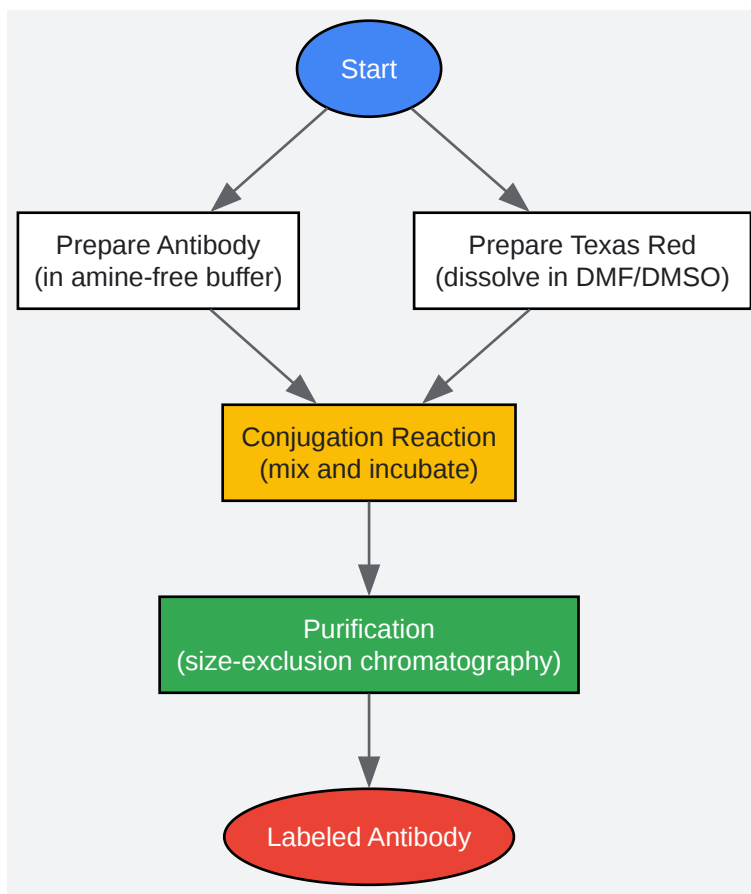 Start
Prepare Antibody
(in amine-free buffer)
Prepare Texas Red
(dissolve in DMF/DMSO)
Conjugation Reaction
(mix and incubate)
Purification
(size-exclusion chromatography)
Labeled Antibody